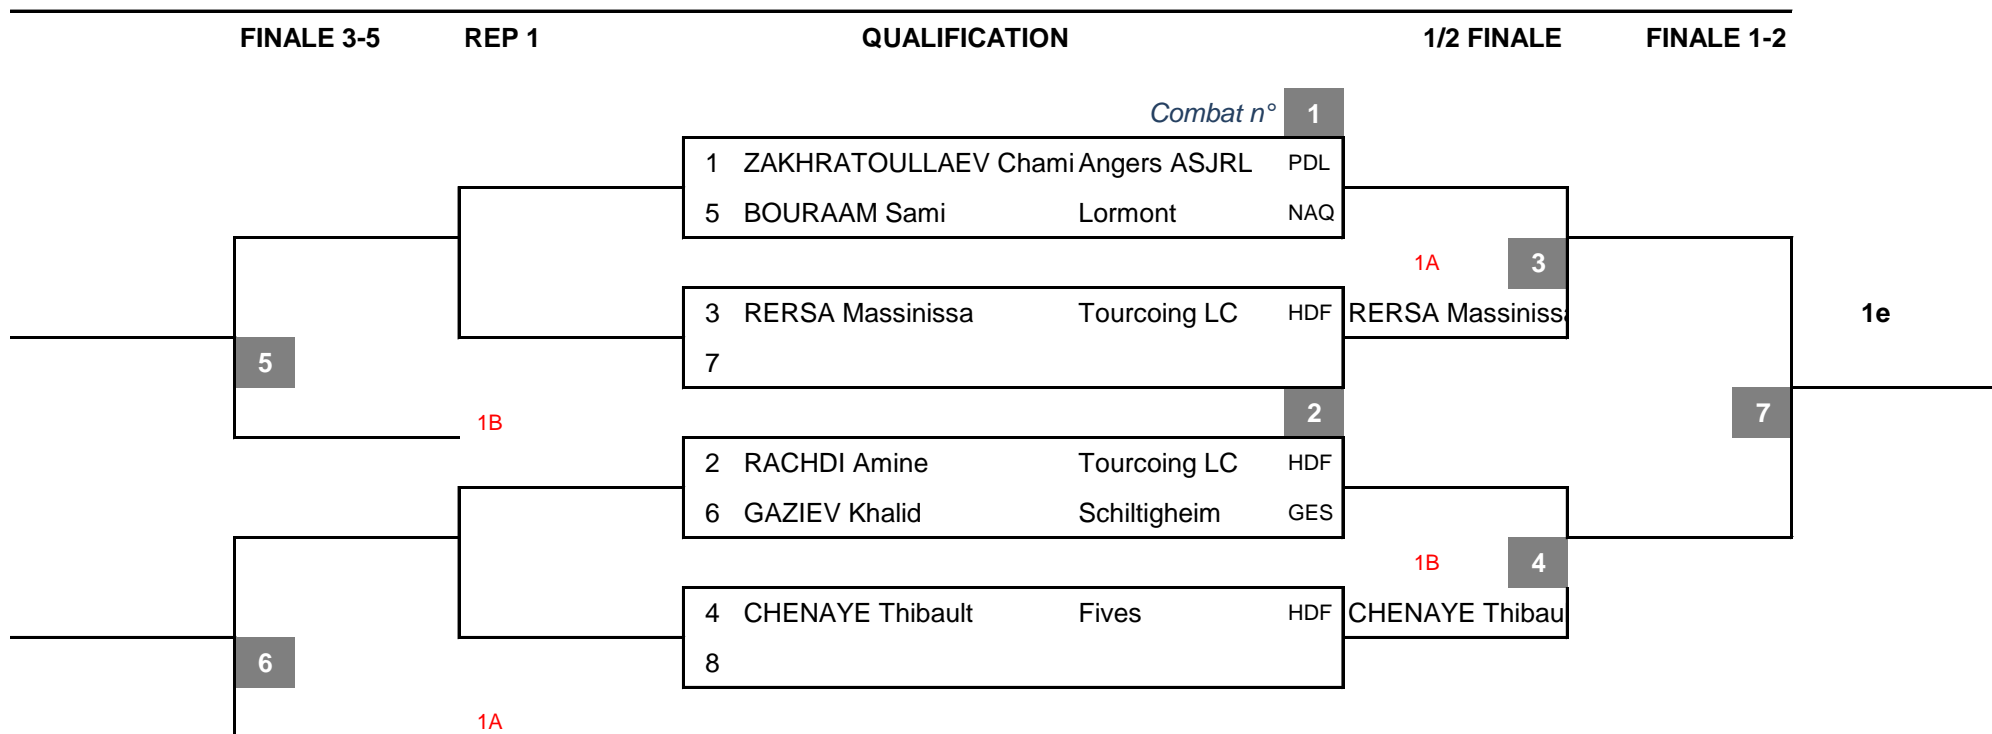 FINALE 3-5 REP 1 QUALIFICATION 1/2 FINALE FINALE 1-2
Combat n° 1
1 ZAKHRATOULLAEV Chami Angers ASJRL PDL
5 BOURAAM Sami Lormont NAQ
1A 3
3 RERSA Massinissa Tourcoing LC HDF RERSA Massinissa 1e
5 7
1B 2 7
2 RACHDI Amine Tourcoing LC HDF
6 GAZIEV Khalid Schiltigheim GES
1B 4
4 CHENAYE Thibault Fives HDF CHENAYE Thibau
6 8
1A